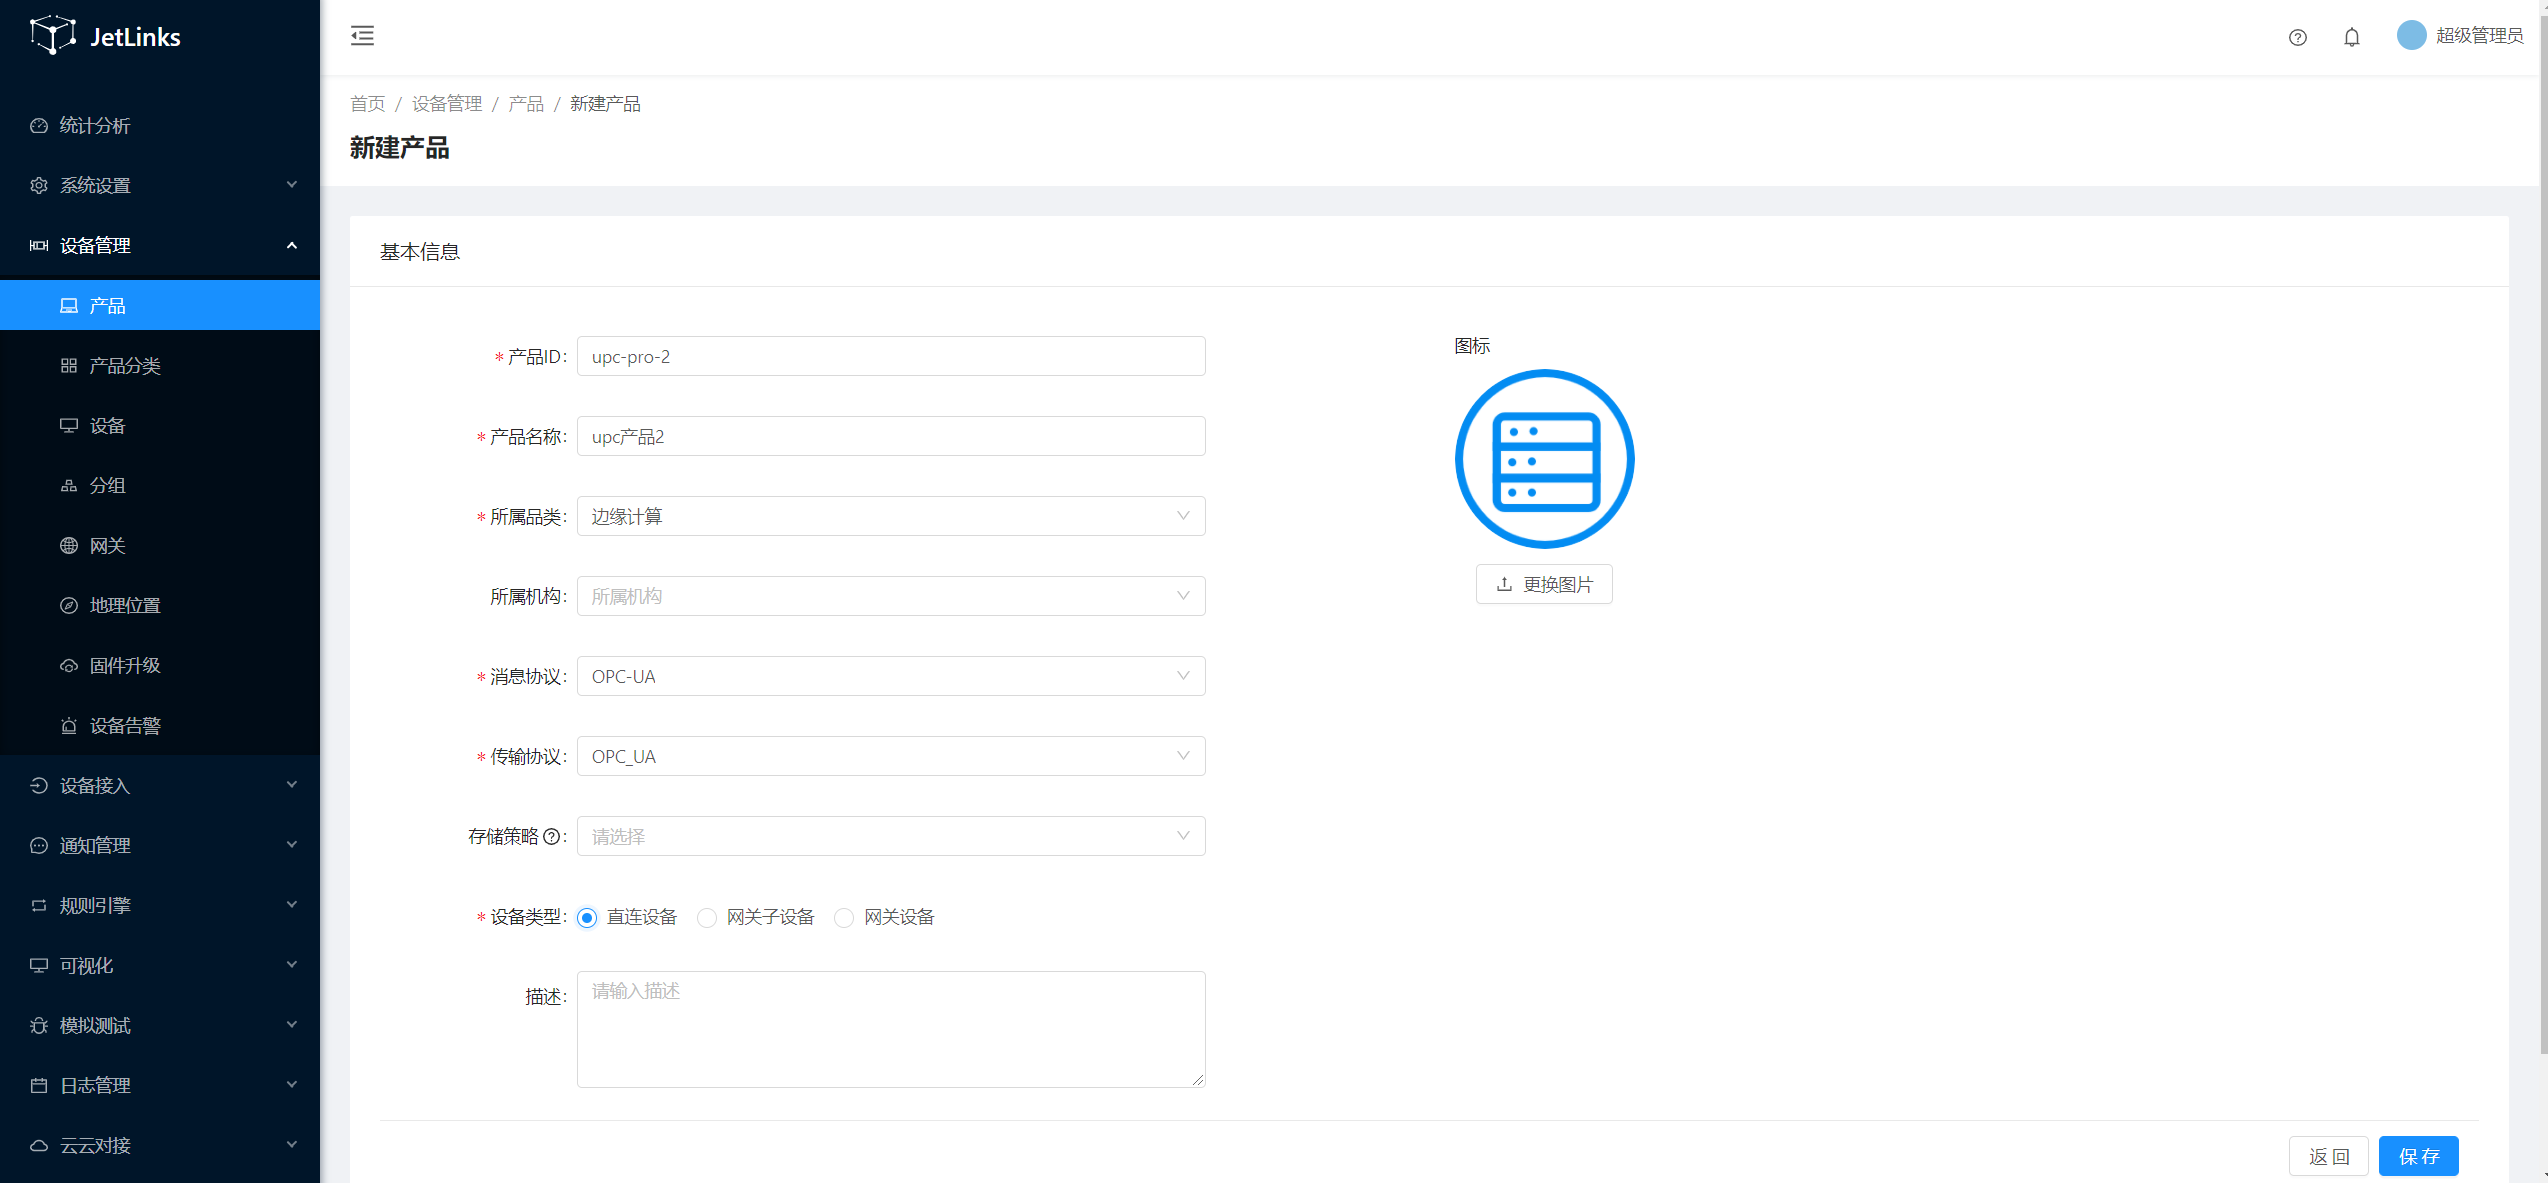 JetLinks
超级管理员
统计分析
系统设置
设备管理
产品
产品分类
设备
分组
网关
地理位置
固件升级
设备告警
设备接入
通知管理
规则引擎
可视化
模拟测试
日志管理
云云对接
首页 / 设备管理 / 产品 / 新建产品
新建产品
基本信息
* 产品ID: upc-pro-2
* 产品名称: upc产品2
* 所属品类: 边缘计算
所属机构: 所属机构
* 消息协议: OPC-UA
* 传输协议: OPC_UA
存储策略: 请选择
* 设备类型: 直连设备 网关子设备 网关设备
描述: 请输入描述
图标
更换图片
返 回 保 存